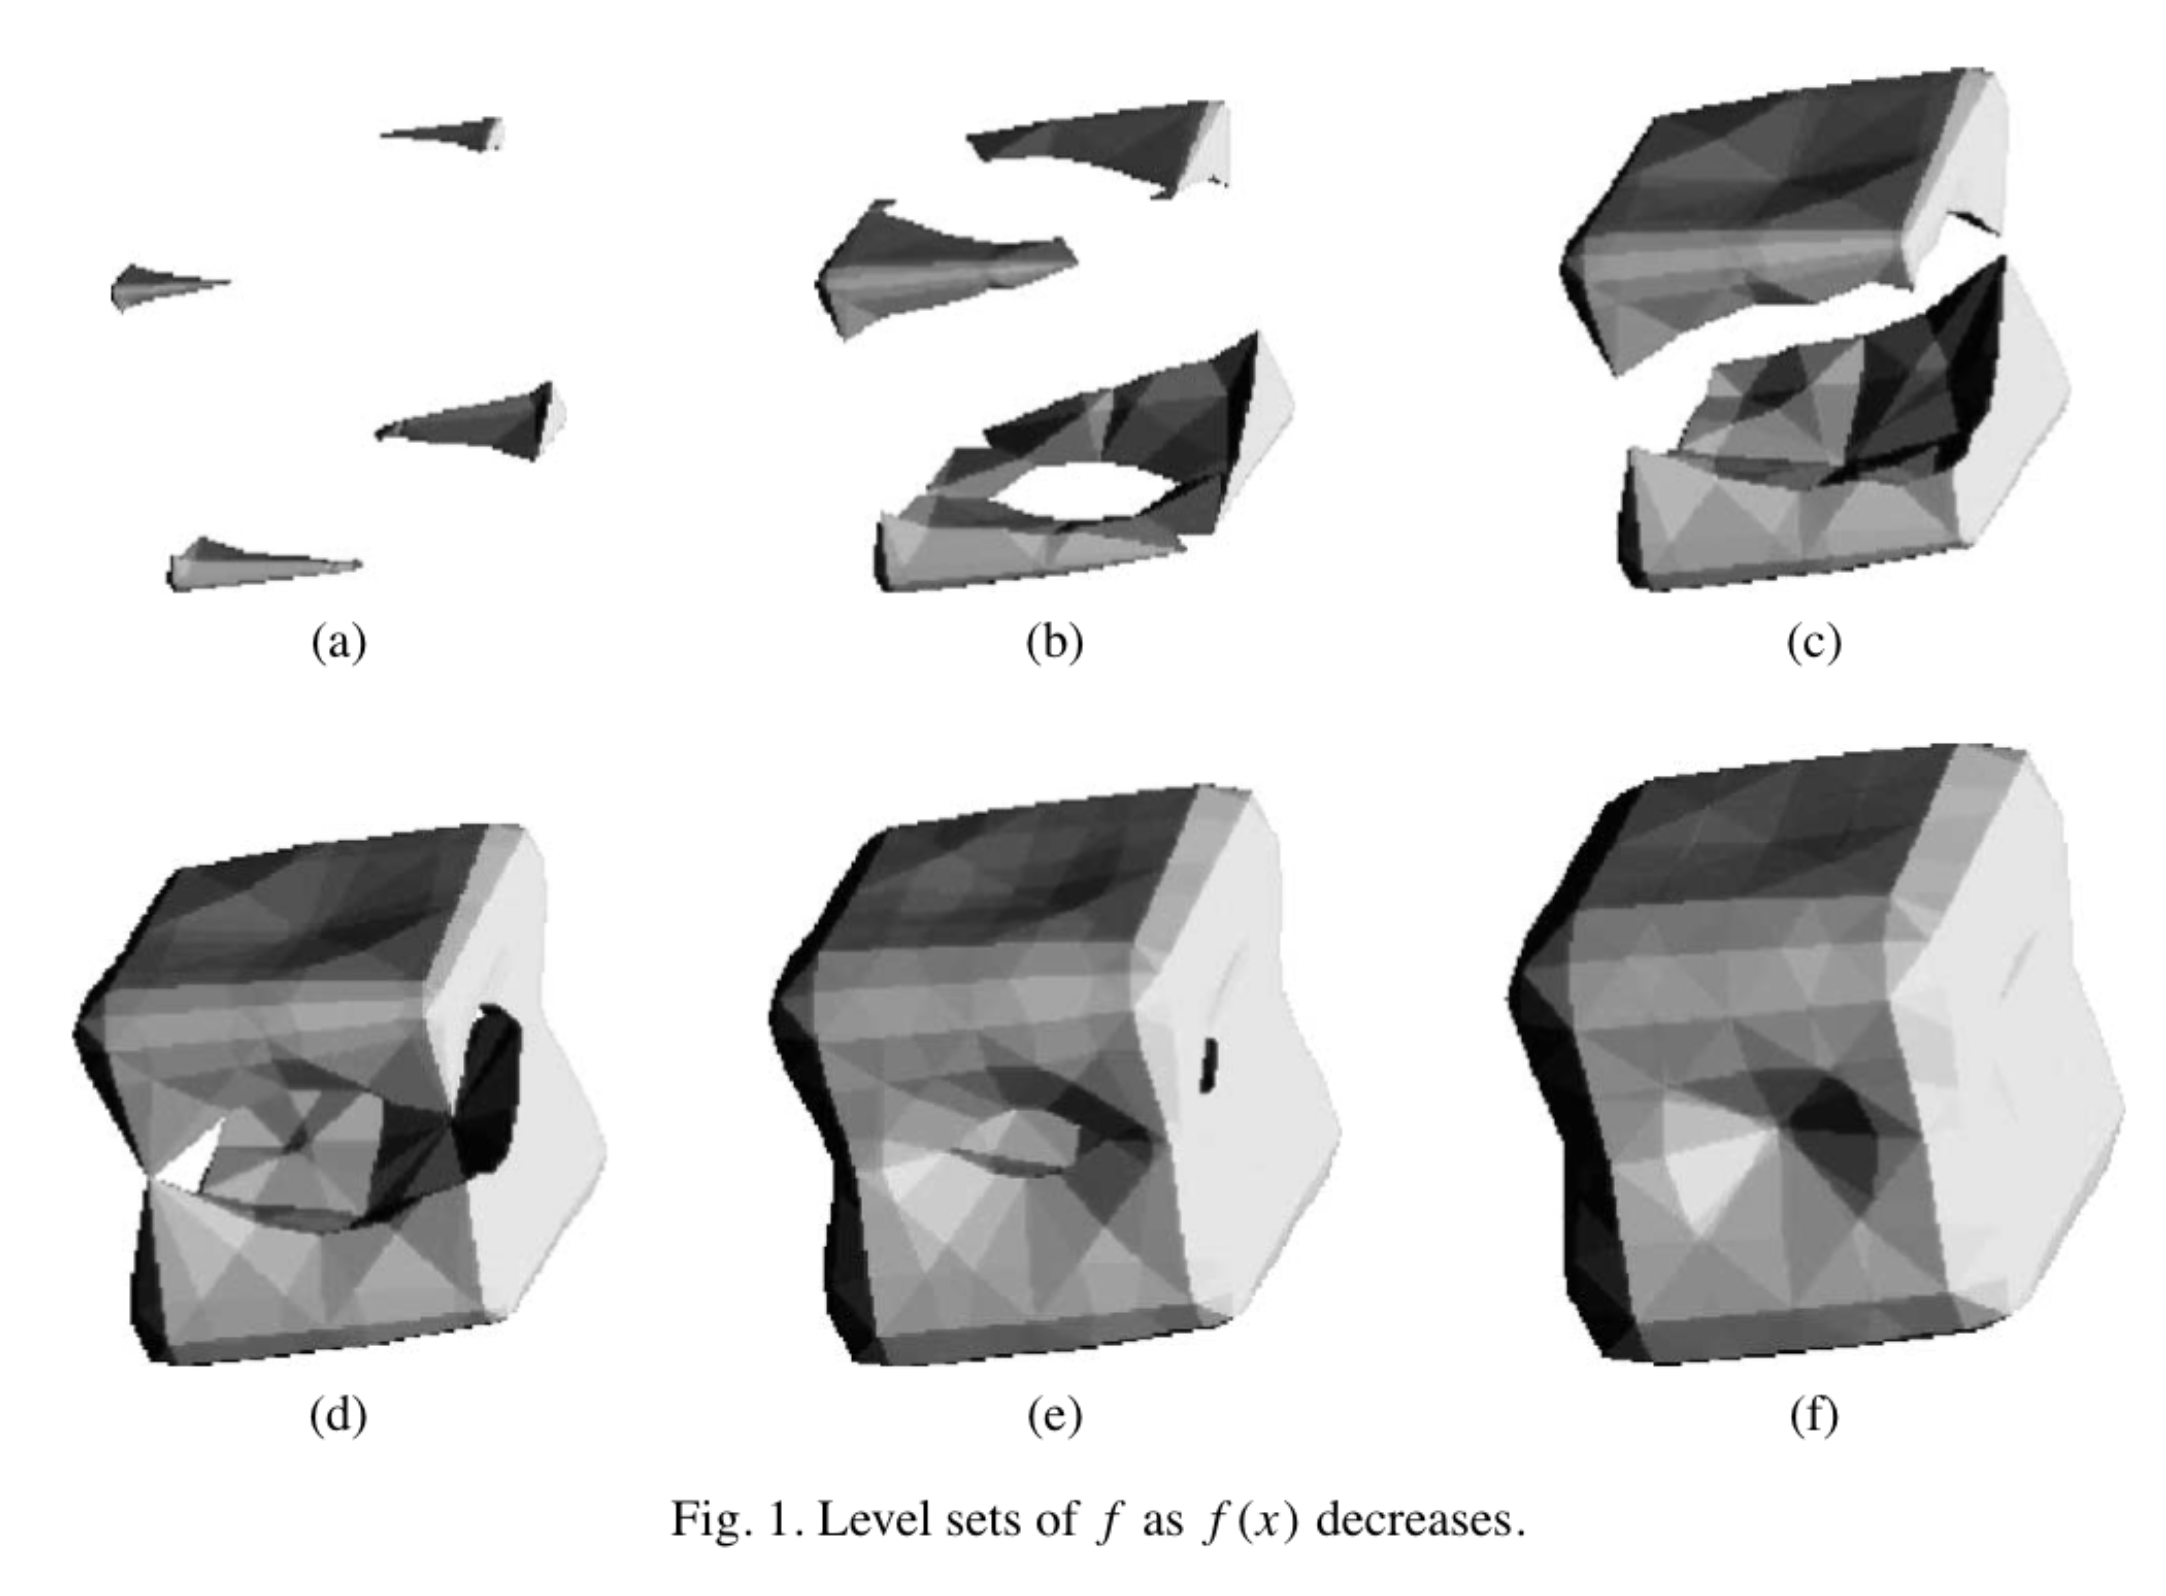 (a) (b) (c)
(d) (e) (f)
Fig. 1. Level sets of f as f(x) decreases.